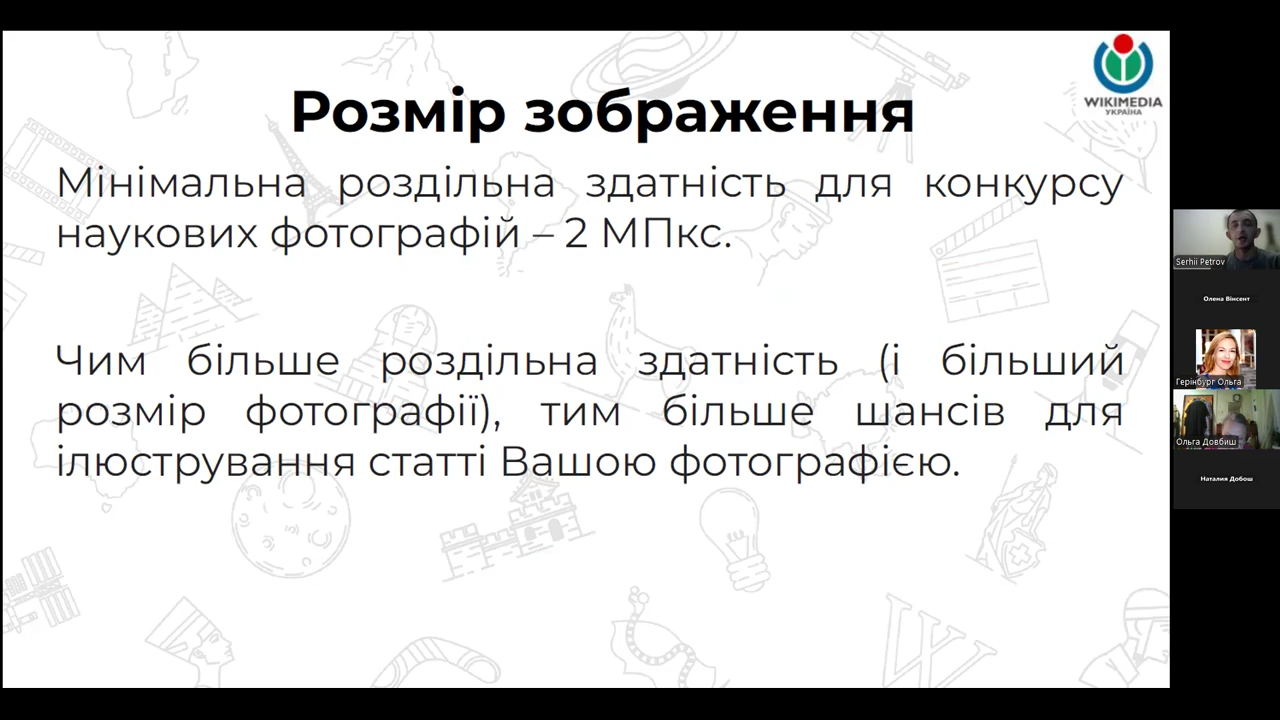 Розмір зображення
WIKIMEDIA
УКРАЇНА
Мінімальна роздільна здатність для конкурсу
наукових фотографій – 2 МПкс.
Чим більше роздільна здатність (і більший
розмір фотографії), тим більше шансів для
ілюстрування статті Вашою фотографією.
Serhii Petrov
Олена Вінсент
Герінбург Ольга
Ольга Довбиш
Наталия Добош